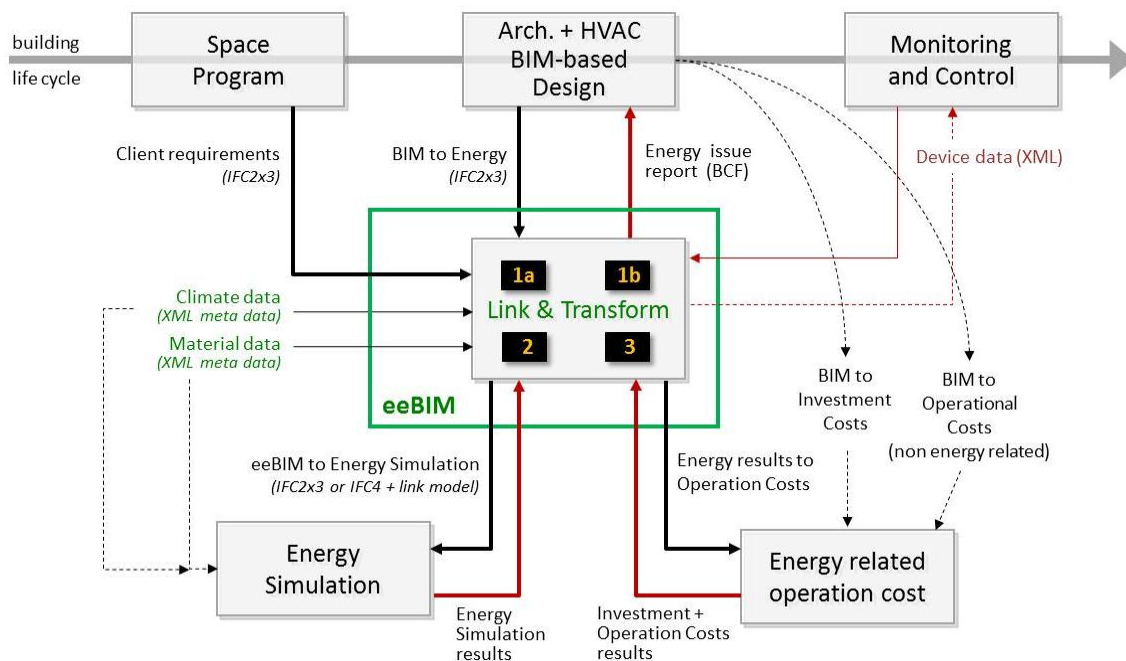 building
life cycle
Space
Program
Arch. + HVAC
BIM-based
Design
Monitoring
and Control
Client requirements
(IFC2x3)
BIM to Energy
(IFC2x3)
Energy issue
report (BCF)
Device data (XML)
1a
1b
Link & Transform
2
3
eeBIM
Climate data
(XML meta data)
Material data
(XML meta data)
BIM to
Investment
Costs
BIM to
Operational
Costs
(non energy related)
eeBIM to Energy Simulation
(IFC2x3 or IFC4 + link model)
Energy results to
Operation Costs
Energy
Simulation
Energy related
operation cost
Energy
Simulation
results
Investment +
Operation Costs
results